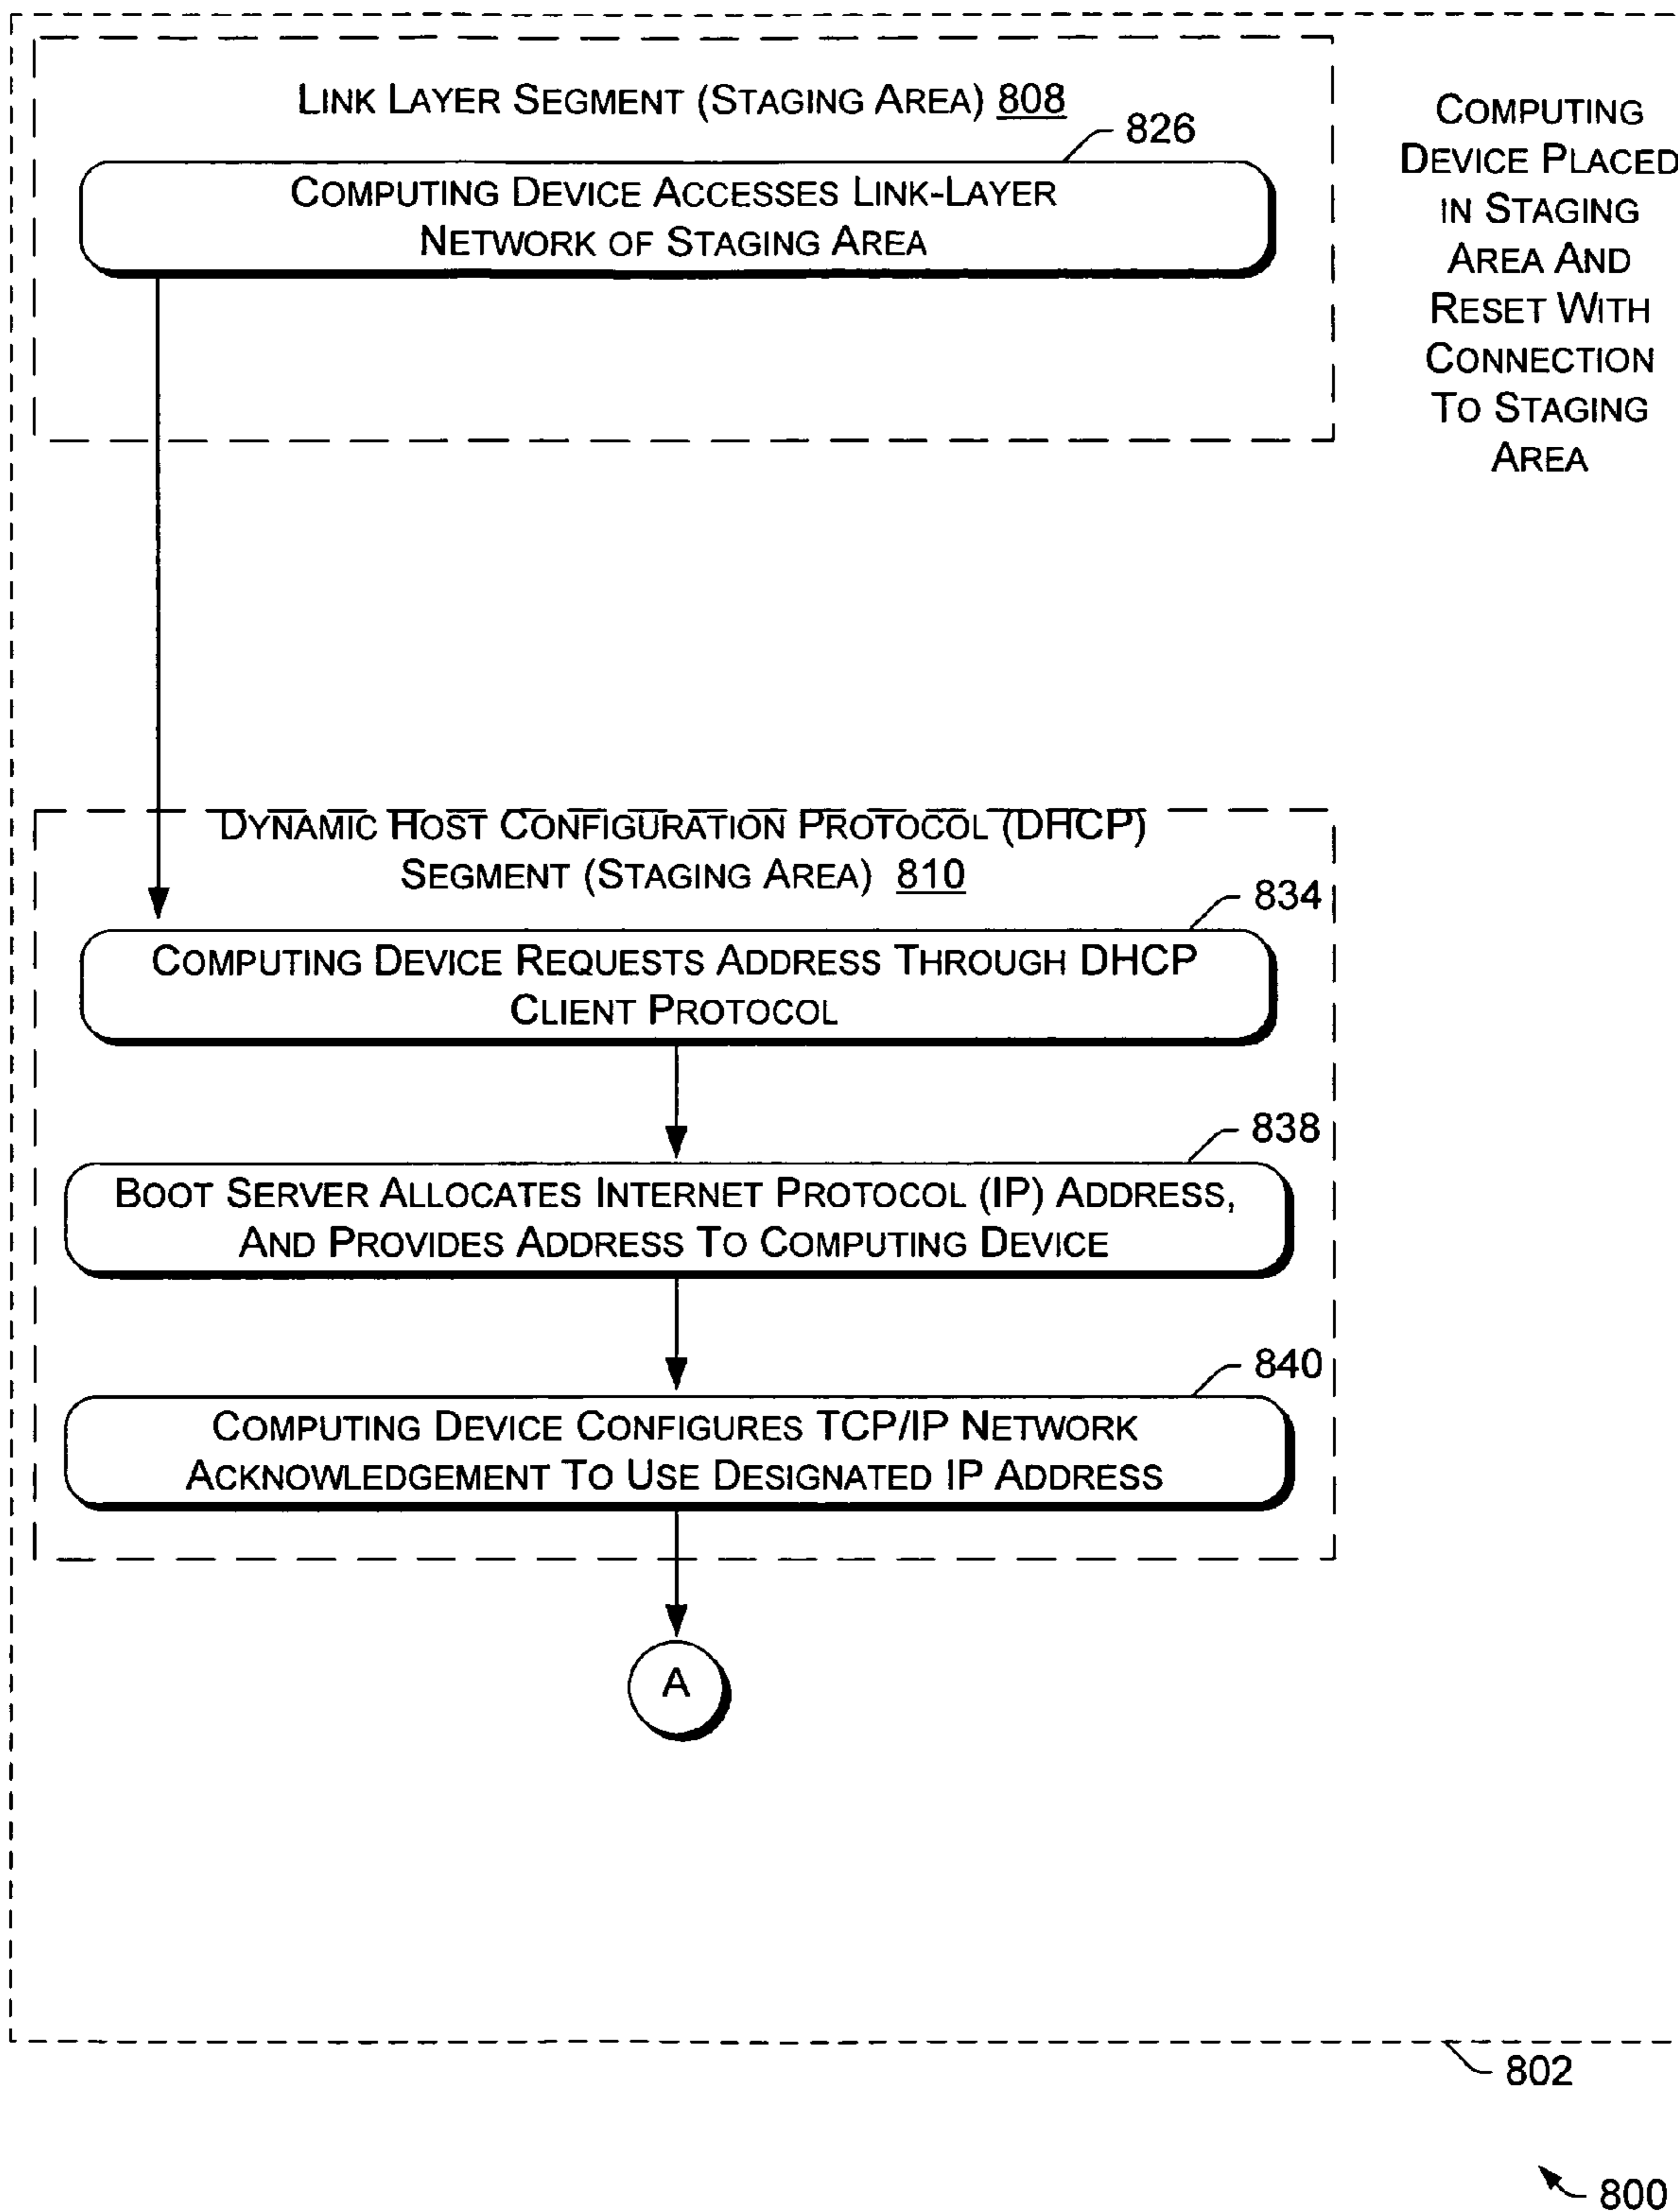 LINK LAYER SEGMENT (STAGING AREA) 808
826
COMPUTING DEVICE ACCESSES LINK-LAYER
NETWORK OF STAGING AREA
COMPUTING
DEVICE PLACED
IN STAGING
AREA AND
RESET WITH
CONNECTION
TO STAGING
AREA
DYNAMIC HOST CONFIGURATION PROTOCOL (DHCP)
SEGMENT (STAGING AREA) 810
834
COMPUTING DEVICE REQUESTS ADDRESS THROUGH DHCP
CLIENT PROTOCOL
838
BOOT SERVER ALLOCATES INTERNET PROTOCOL (IP) ADDRESS,
AND PROVIDES ADDRESS TO COMPUTING DEVICE
840
COMPUTING DEVICE CONFIGURES TCP/IP NETWORK
ACKNOWLEDGEMENT TO USE DESIGNATED IP ADDRESS
A
802
800